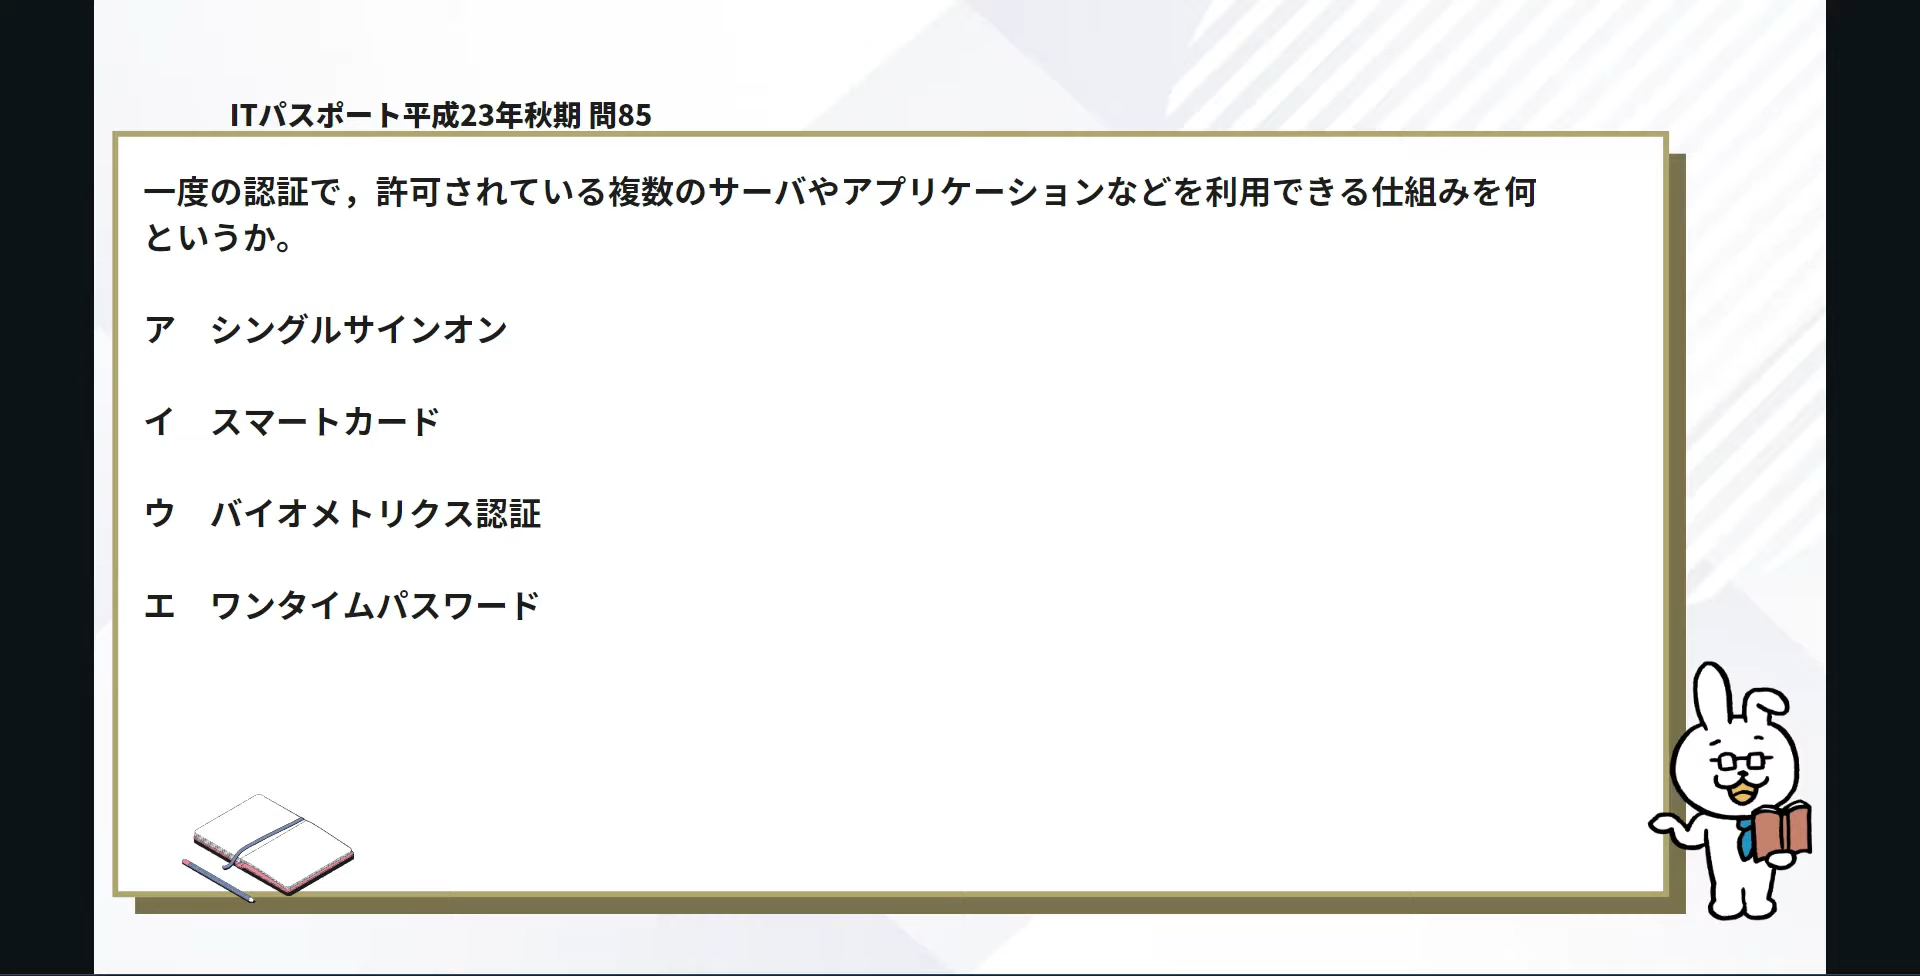 ITパスポート平成23年秋期 問85
一度の認証で，許可されている複数のサーバやアプリケーションなどを利用できる仕組みを何
というか。
ア　シングルサインオン
イ　スマートカード
ウ　バイオメトリクス認証
エ　ワンタイムパスワード